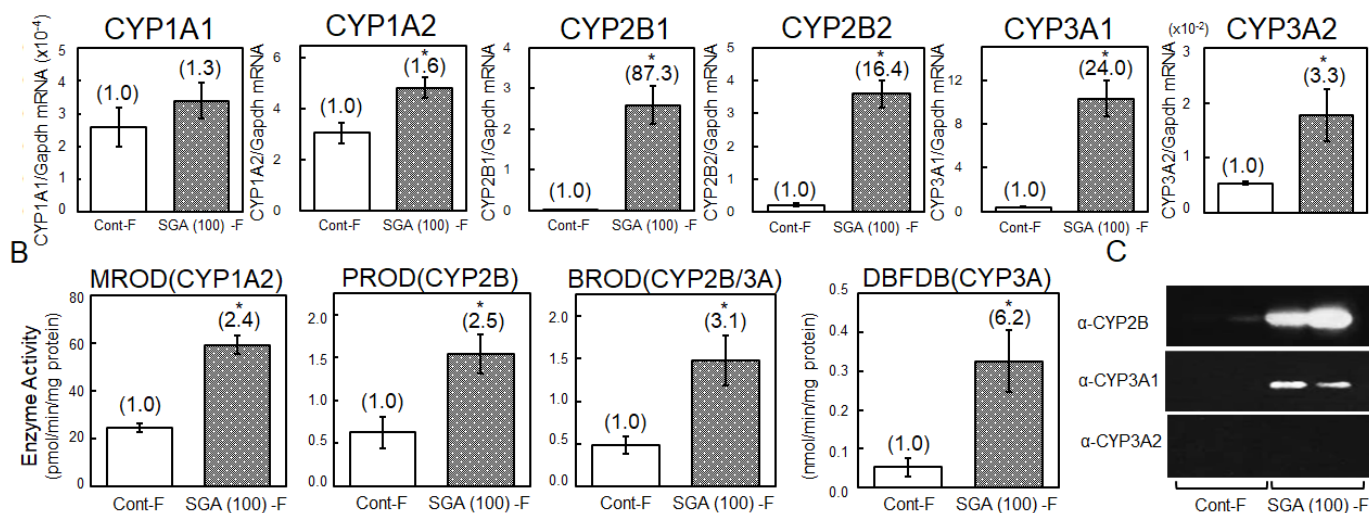 CYP1A1
CYP1A1/Gapdh mRNA (x10-4)
5
4
3
2
1
0
(1.0)
(1.3)
Cont-F
SGA (100) -F
CYP1A2
CYP1A2/Gapdh mRNA
6
4
2
0
(1.0)
*
(1.6)
Cont-F
SGA (100) -F
CYP2B1
CYP2B1/Gapdh mRNA
4
3
2
1
0
(1.0)
*
(87.3)
Cont-F
SGA (100) -F
CYP2B2
CYP2B2/Gapdh mRNA
5
4
3
2
1
0
(1.0)
*
(16.4)
Cont-F
SGA (100) -F
CYP3A1
CYP3A1/Gapdh mRNA
12
8
4
0
(1.0)
*
(24.0)
Cont-F
SGA (100) -F
CYP3A2
(x10-2)
CYP3A2/Gapdh mRNA
3
2
1
0
(1.0)
*
(3.3)
Cont-F
SGA (100) -F
B
MROD(CYP1A2)
Enzyme Activity
(pmol/min/mg protein)
80
60
40
20
0
(1.0)
*
(2.4)
Cont-F
SGA (100) -F
PROD(CYP2B)
2.0
1.5
1.0
0.5
0.0
(1.0)
*
(2.5)
Cont-F
SGA (100) -F
BROD(CYP2B/3A)
2.0
1.5
1.0
0.5
0.0
(1.0)
*
(3.1)
Cont-F
SGA (100) -F
DBFDB(CYP3A)
(nmol/min/mg protein)
0.5
0.4
0.3
0.2
0.1
0.0
(1.0)
*
(6.2)
Cont-F
SGA (100) -F
C
α-CYP2B
α-CYP3A1
α-CYP3A2
Cont-F
SGA (100) -F